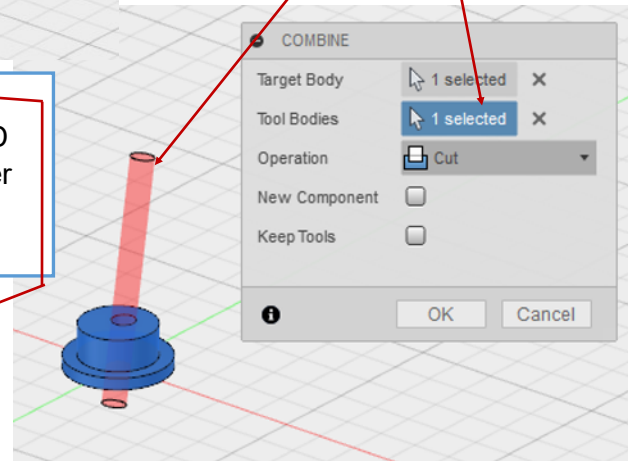 COMBINE
Target Body 1 selected
Tool Bodies 1 selected
Operation Cut
New Component
Keep Tools
OK Cancel